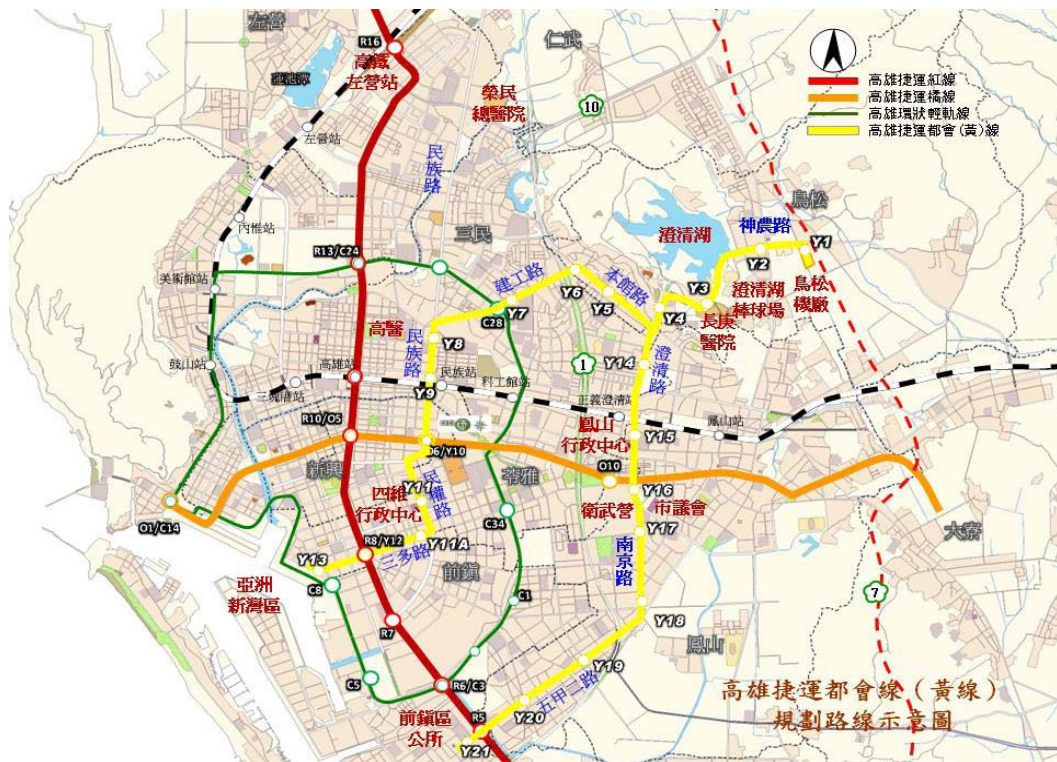 左營
R16
高鐵
左營站
蓮池潭
仁武
榮民
總醫院
10
高雄捷運紅線
高雄捷運橘線
高雄環狀輕軌線
高雄捷運都會(黃)線
左營站
民族路
內惟站
三民
鳥松
神農路
澄清湖
Y1
Y2
R13/C24
美術館站
建工路
本館路
Y6
Y5
Y3
Y4
澄清湖
棒球場
鳥松
機廠
長庚
醫院
C28
Y7
高醫
民族路
Y8
鼓山站
高雄站
民族站
科工館站
1
Y14
澄清路
三塊厝站
Y9
正義澄清站
鳳山站
R10/O5
O6/Y10
鳳山
行政中心
Y15
新興
苓雅
O10
Y11
民權路
四維
行政中心
Y16
衛武營
市議會
O1/C14
C34
Y17
大寮
R8/Y12
Y11A
三多路
Y13
前鎮
南京路
亞洲
新灣區
C8
C1
7
R7
Y18
鳳山
Y19
C5
R6/C3
五甲二路
高雄捷運都會線（黃線）
規劃路線示意圖
前鎮區
公所
R5
Y20
Y21